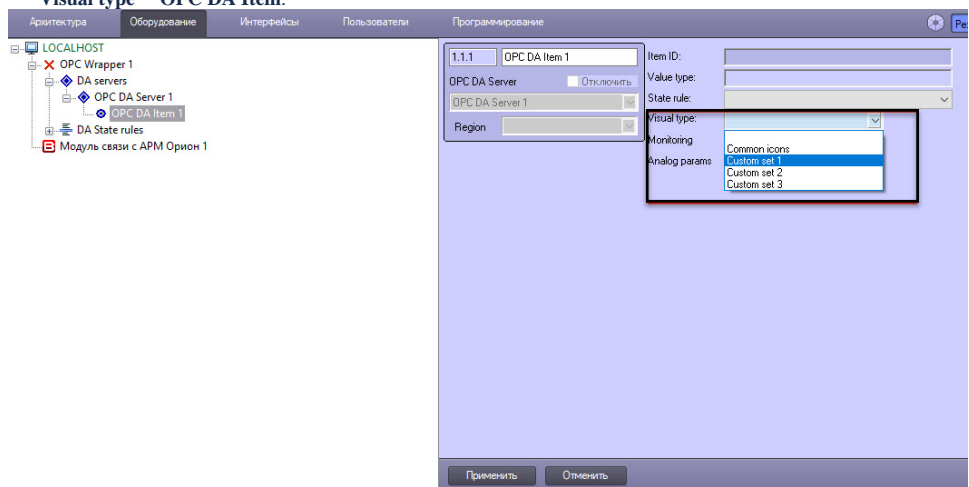 Visual type OPC DA Item.
Архитектура Оборудование Интерфейсы Пользователи Программирование
LOCALHOST
OPC Wrapper 1
DA servers
OPC DA Server 1
OPC DA Item 1
DA State rules
Модуль связи с АРМ Орион 1
1.1.1 OPC DA Item 1
OPC DA Server Отключить
OPC DA Server 1
Region
Item ID:
Value type:
State rule:
Visual type:
Monitoring
Analog params
Common icons
Custom set 1
Custom set 2
Custom set 3
Применить Отменить